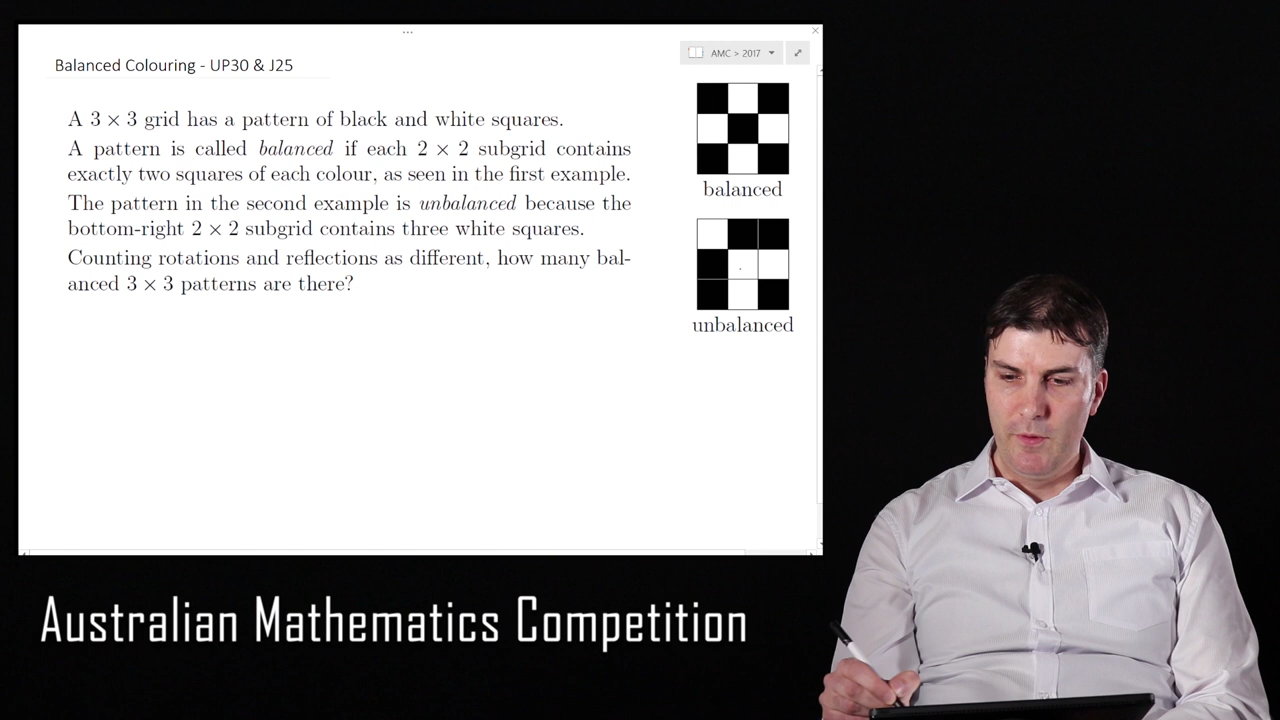 ...
AMC > 2017
Balanced Colouring - UP30 & J25
A 3 × 3 grid has a pattern of black and white squares.
A pattern is called balanced if each 2 × 2 subgrid contains
exactly two squares of each colour, as seen in the first example.
The pattern in the second example is unbalanced because the
bottom-right 2 × 2 subgrid contains three white squares.
Counting rotations and reflections as different, how many bal-
anced 3 × 3 patterns are there?
balanced
unbalanced
Australian Mathematics Competition